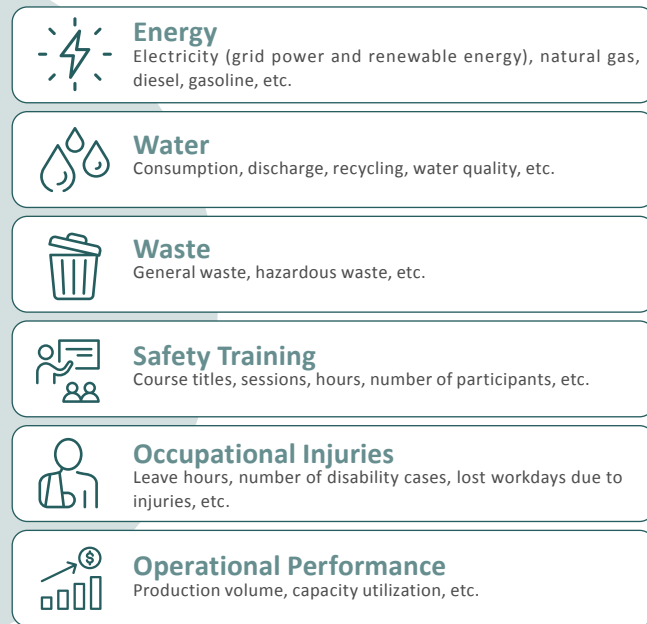 Energy
Electricity (grid power and renewable energy), natural gas,
diesel, gasoline, etc.
Water
Consumption, discharge, recycling, water quality, etc.
Waste
General waste, hazardous waste, etc.
Safety Training
Course titles, sessions, hours, number of participants, etc.
Occupational Injuries
Leave hours, number of disability cases, lost workdays due to
injuries, etc.
$
Operational Performance
Production volume, capacity utilization, etc.